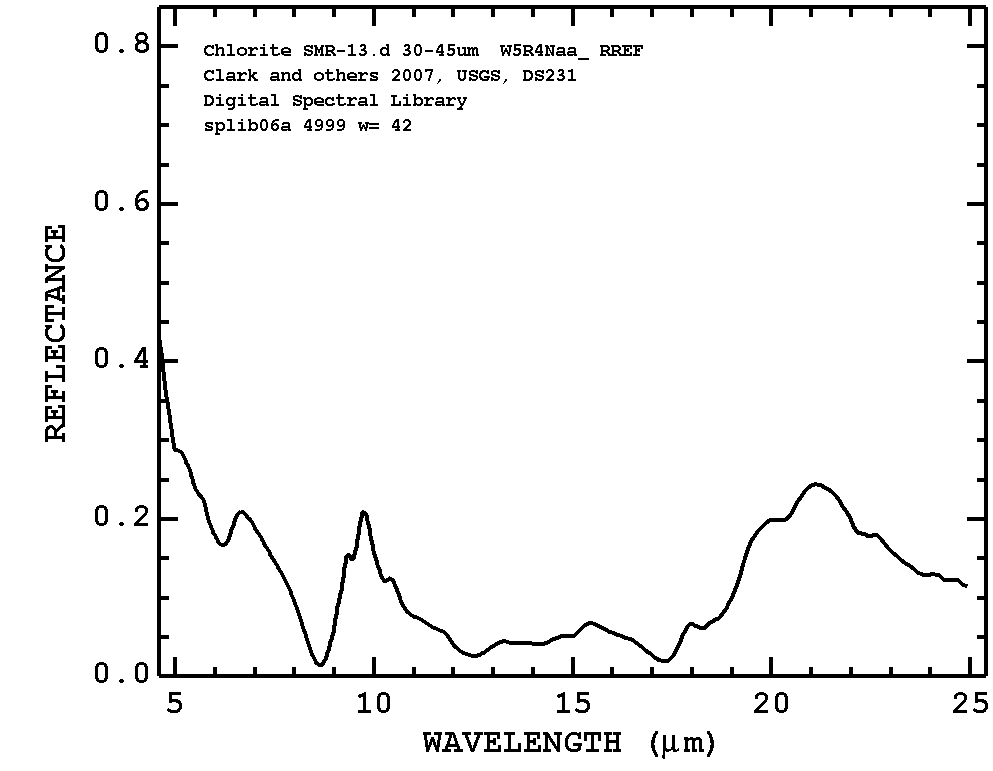 Chlorite SMR-13.d 30-45um W5R4Naa_ RREF
Clark and others 2007, USGS, DS231
Digital Spectral Library
splib06a 4999 w= 42
0.8
0.6
0.4
0.2
0.0
REFLECTANCE
5 10 15 20 25
WAVELENGTH (μm)